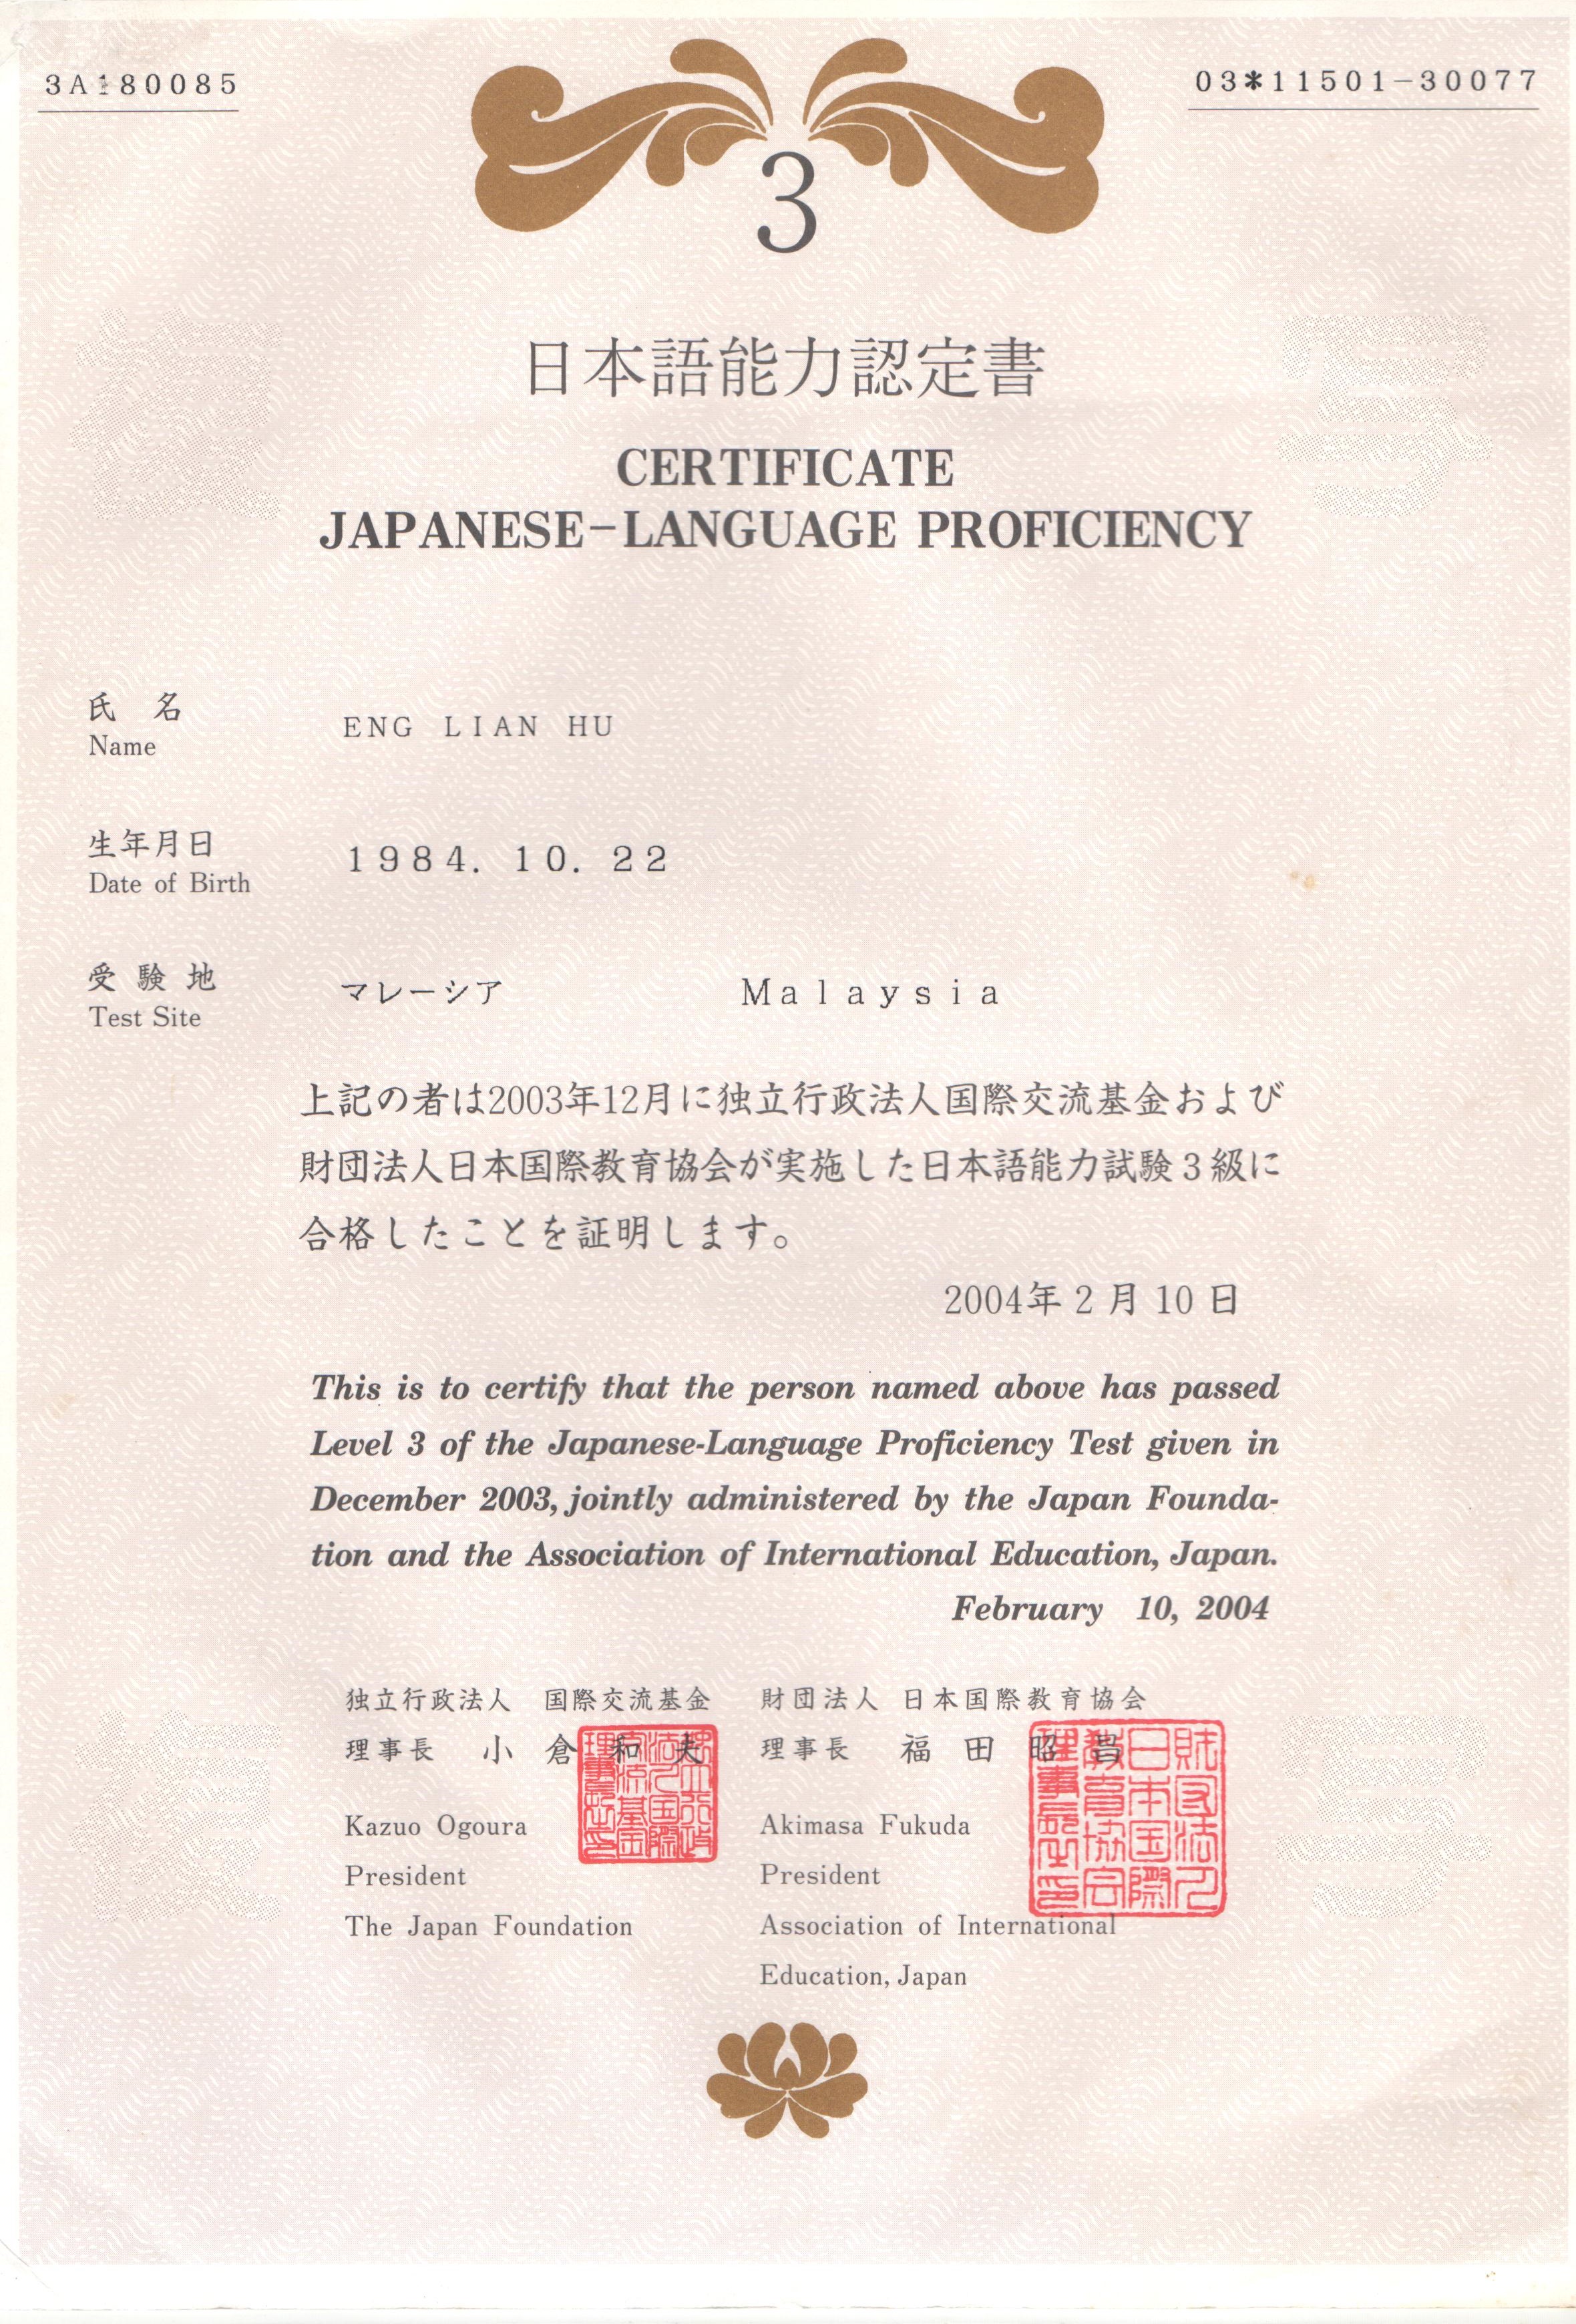 3A180085
03*11501-30077
3
日本語能力認定書
CERTIFICATE
JAPANESE-LANGUAGE PROFICIENCY
氏 名
Name
ENG LIAN HU
生年月日
Date of Birth
1984. 10. 22
受験地
Test Site
マレーシア Malaysia
上記の者は2003年12月に独立行政法人国際交流基金および
財団法人日本国際教育協会が実施した日本語能力試験3級に
合格したことを証明します。
2004年2月10日
This is to certify that the person named above has passed
Level 3 of the Japanese-Language Proficiency Test given in
December 2003, jointly administered by the Japan Founda-
tion and the Association of International Education, Japan.
February 10, 2004
独立行政法人 国際交流基金
理事長 小倉和夫
Kazuo Ogoura
President
The Japan Foundation
財団法人 日本国際教育協会
理事長 福田昭昌
Akimasa Fukuda
President
Association of International
Education, Japan
複写
複写